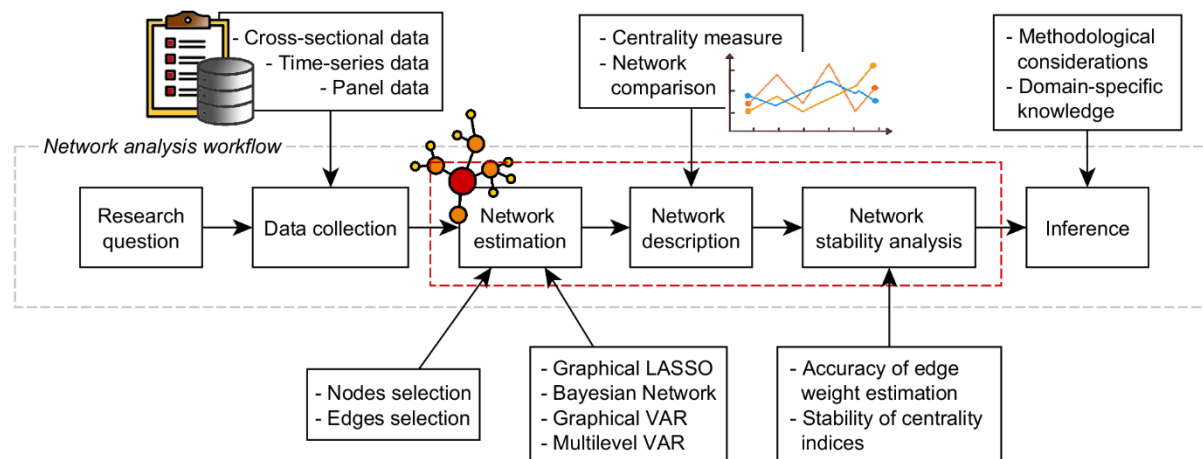 - Cross-sectional data
- Time-series data
- Panel data
- Centrality measure
- Network
comparison
- Methodological
considerations
- Domain-specific
knowledge
Network analysis workflow
Research
question
Data collection
Network
estimation
Network
description
Network
stability analysis
Inference
- Nodes selection
- Edges selection
- Graphical LASSO
- Bayesian Network
- Graphical VAR
- Multilevel VAR
- Accuracy of edge
weight estimation
- Stability of centrality
indices